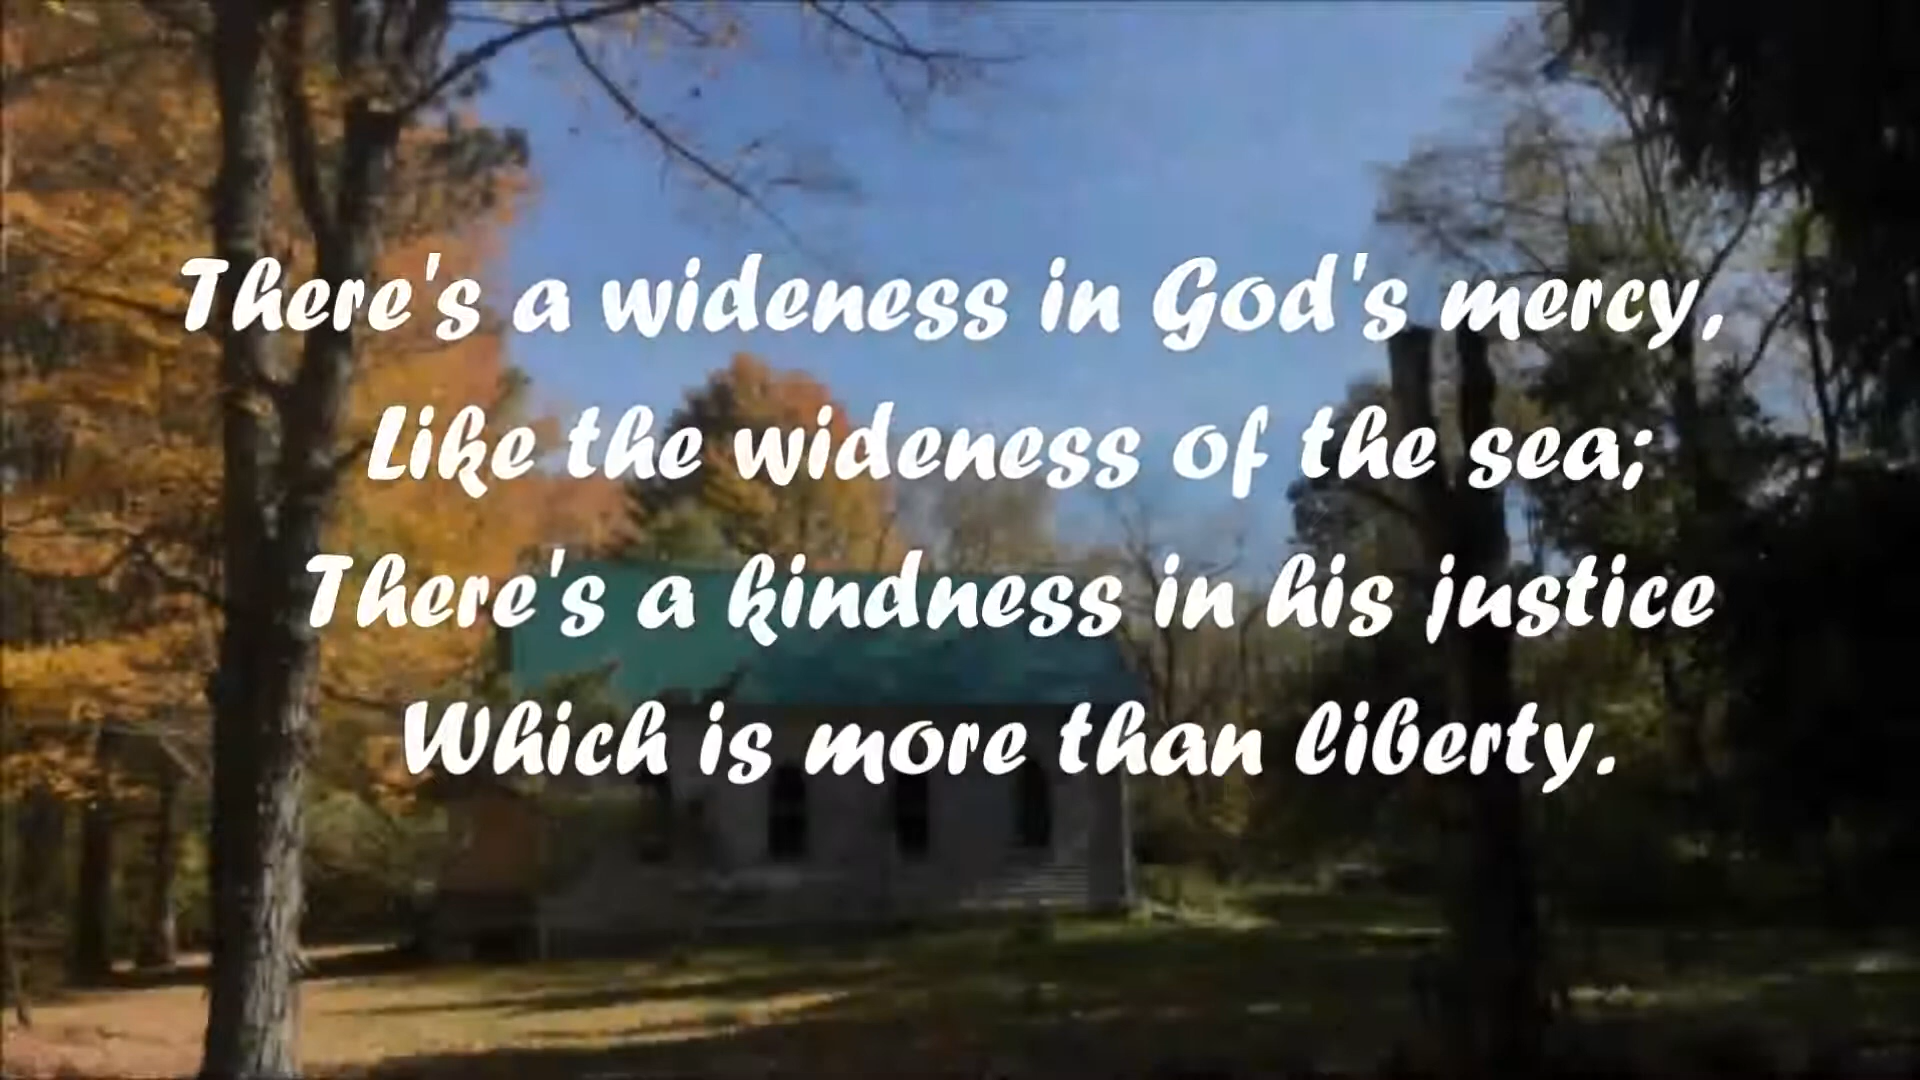 There's a wideness in God's mercy,
Like the wideness of the sea;
There's a kindness in his justice
Which is more than liberty.